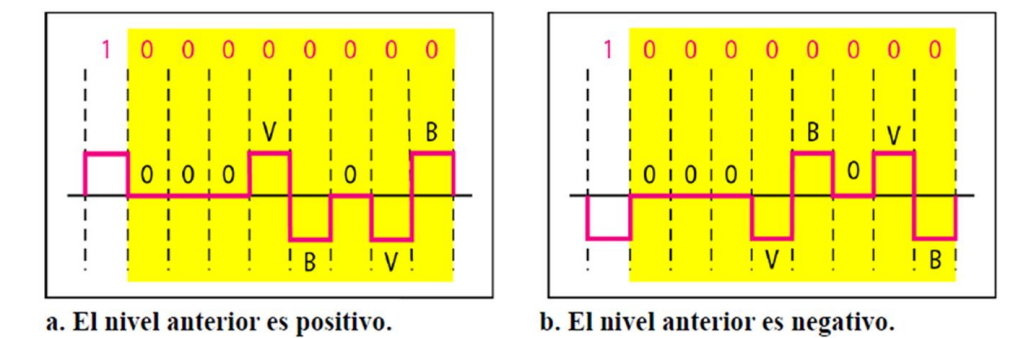 1 0 0 0 0 0 0 0 0
V B
0 0 0 0
B V
a. El nivel anterior es positivo.
1 0 0 0 0 0 0 0 0
B V
0 0 0 0
V B
b. El nivel anterior es negativo.